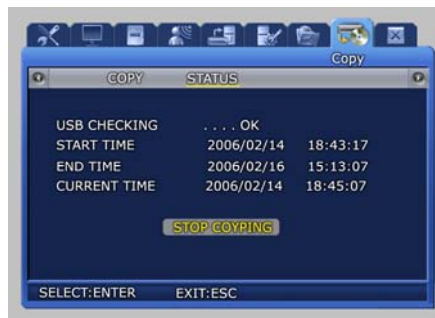 Copy
COPY STATUS
USB CHECKING . . . . OK
START TIME 2006/02/14 18:43:17
END TIME 2006/02/16 15:13:07
CURRENT TIME 2006/02/14 18:45:07
STOP COYPING
SELECT:ENTER EXIT:ESC